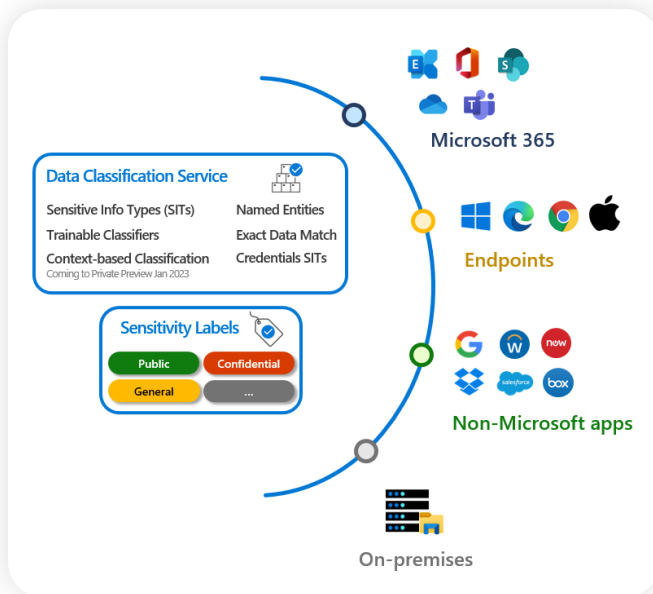 E
S
Microsoft 365
Data Classification Service
Sensitive Info Types (SITs)
Named Entities
Trainable Classifiers
Exact Data Match
Context-based Classification
Credentials SITs
Coming to Private Preview Jan 2023
Endpoints
Sensitivity Labels
Public
Confidential
General
...
G
W
now
salesforce
box
Non-Microsoft apps
On-premises